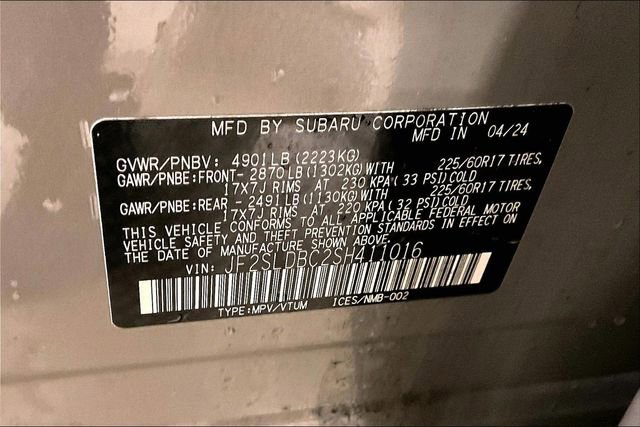 MFD BY SUBARU CORPORATION
MFD IN 04/24
GVWR/PNBV: 4901LB(2223KG)
GAWR/PNBE:FRONT-2870LB(1302KG)WITH 225/60R17 TIRES,
17X7J RIMS AT 230 KPA(33 PSI)COLD
GAWR/PNBE:REAR -2491LB(1130KG)WITH 225/60R17 TIRES,
17X7J RIMS AT 220 KPA(32 PSI)COLD
THIS VEHICLE CONFORMS TO ALL APPLICABLE FEDERAL MOTOR
VEHICLE SAFETY AND THEFT PREVENTION STANDARDS IN EFFECT ON
THE DATE OF MANUFACTURE SHOWN ABOVE.
VIN: JF2SLDBC2SH411016
TYPE:MPV/VTUM ICES/NMB-002